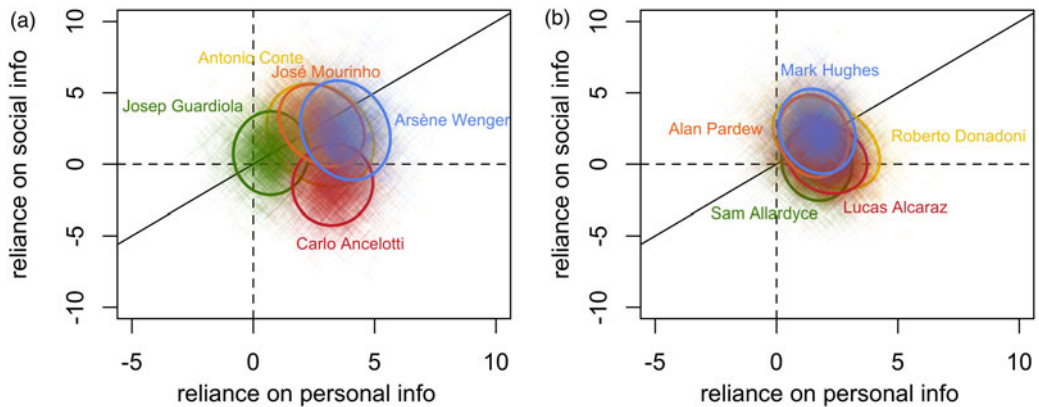 (a)
10
5
0
-5
-10
reliance on social info
Antonio Conte
José Mourinho
Josep Guardiola
Arsène Wenger
Carlo Ancelotti
-5 0 5 10
reliance on personal info
(b)
10
5
0
-5
-10
reliance on social info
Mark Hughes
Alan Pardew
Roberto Donadoni
Lucas Alcaraz
Sam Allardyce
-5 0 5 10
reliance on personal info